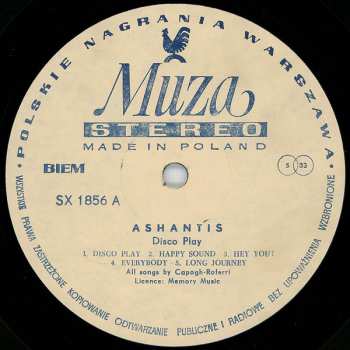 · POLSKIE NAGRANIA WARSZAWA ·
Muza
STEREO
MADE IN POLAND
BIEM
S 33
SX 1856 A
ASHANTIS
Disco Play
1. DISCO PLAY 2. HAPPY SOUND 3. HEY YOU!
4. EVERYBODY 5. LONG JOURNEY
All songs by Capogh-Roferri
Licence: Memory Music
WSZYSTKIE PRAWA ZASTRZEŻONE KOPIOWANIE ODTWARZANIE PUBLICZNE I RADIOWE BEZ UPOWAŻNIENIA WZBRONIONE